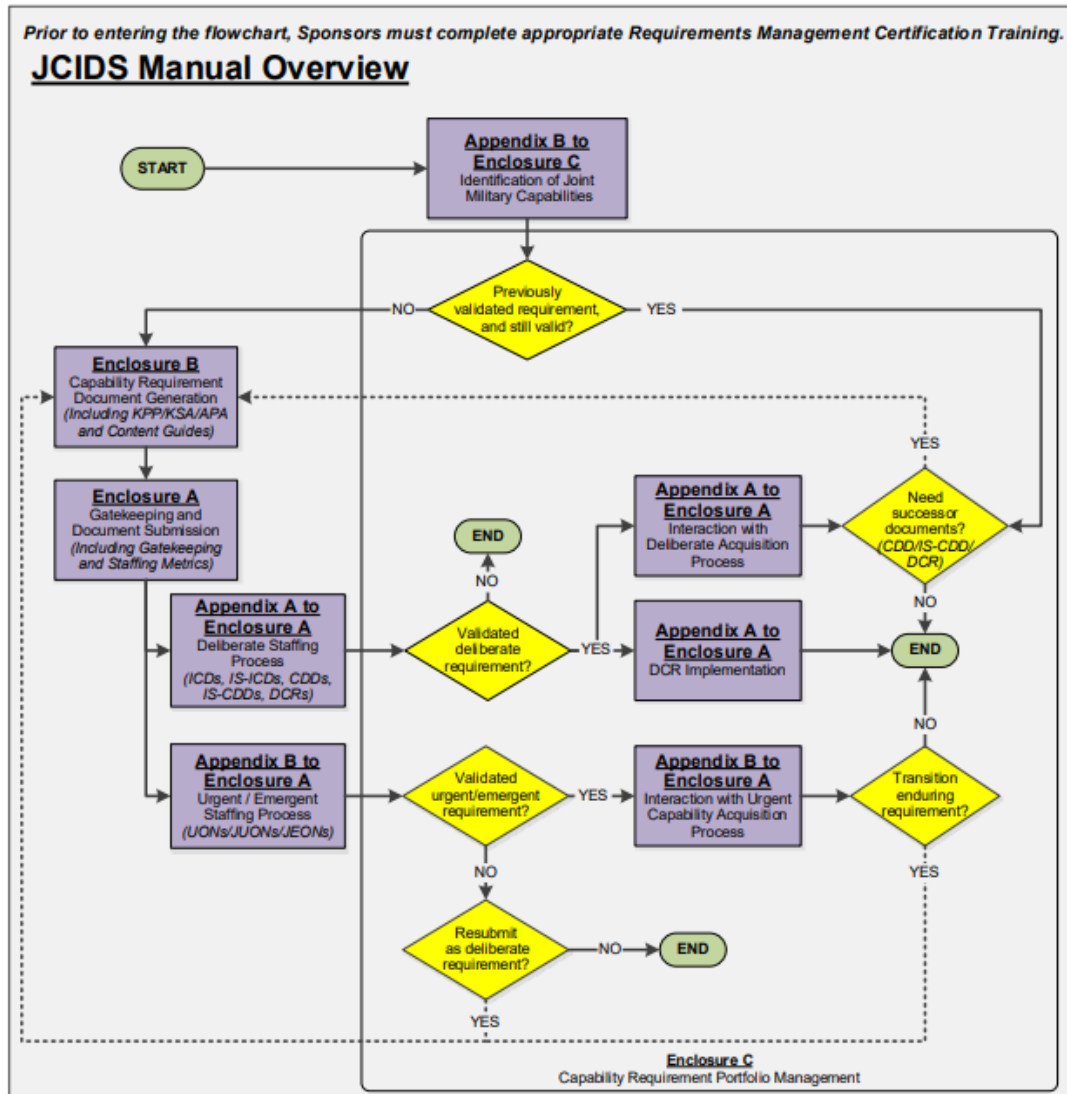 Prior to entering the flowchart, Sponsors must complete appropriate Requirements Management Certification Training.
JCIDS Manual Overview
START
Appendix B to
Enclosure C
Identification of Joint
Military Capabilities
Previously
validated requirement,
and still valid?
NO
YES
Enclosure B
Capability Requirement
Document Generation
(Including KPP/KSA/APA
and Content Guides)
YES
Enclosure A
Gatekeeping and
Document Submission
(Including Gatekeeping
and Staffing Metrics)
END
NO
Appendix A to
Enclosure A
Interaction with
Deliberate Acquisition
Process
Need
successor
documents?
(CDD/IS-CDD/
DCR)
NO
Appendix A to
Enclosure A
Deliberate Staffing
Process
(ICDs, IS-ICDs, CDDs,
IS-CDDs, DCRs)
Validated
deliberate
requirement?
YES
Appendix A to
Enclosure A
DCR Implementation
END
NO
Appendix B to
Enclosure A
Urgent / Emergent
Staffing Process
(UONs/JUONs/JEONs)
Validated
urgent/emergent
requirement?
YES
Appendix B to
Enclosure A
Interaction with Urgent
Capability Acquisition
Process
Transition
enduring
requirement?
NO
YES
Resubmit
as deliberate
requirement?
NO
END
YES
Enclosure C
Capability Requirement Portfolio Management